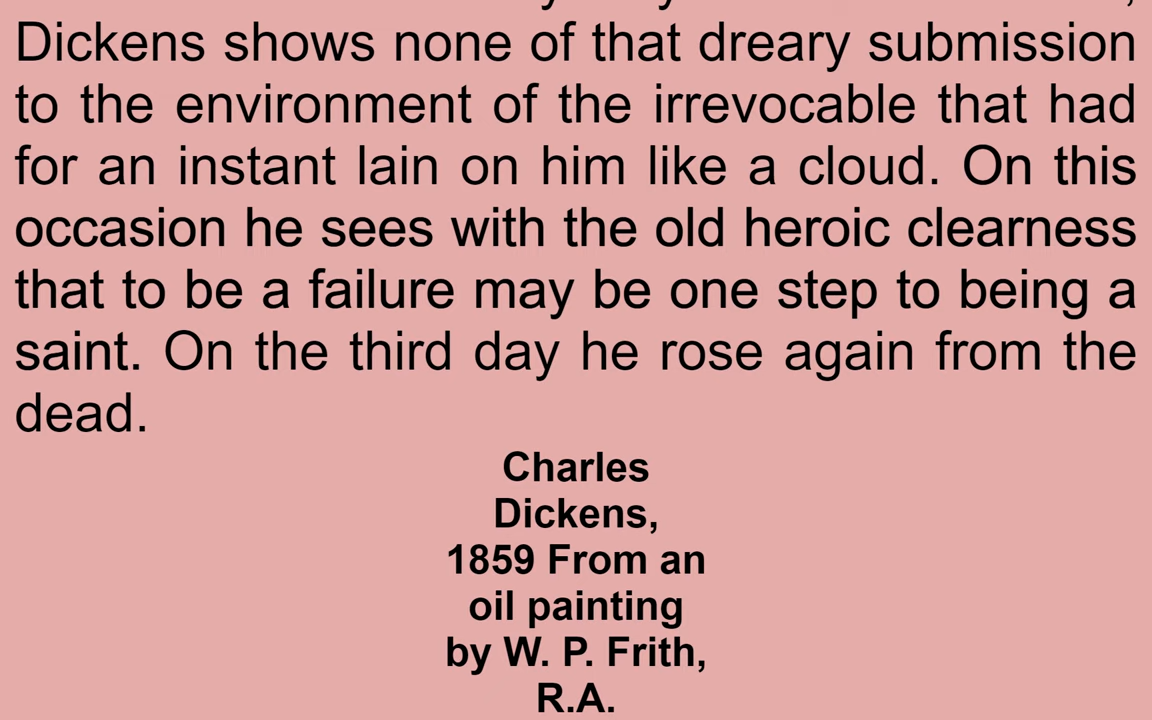 Dickens shows none of that dreary submission
to the environment of the irrevocable that had
for an instant lain on him like a cloud. On this
occasion he sees with the old heroic clearness
that to be a failure may be one step to being a
saint. On the third day he rose again from the
dead.
Charles
Dickens,
1859 From an
oil painting
by W. P. Frith,
R.A.